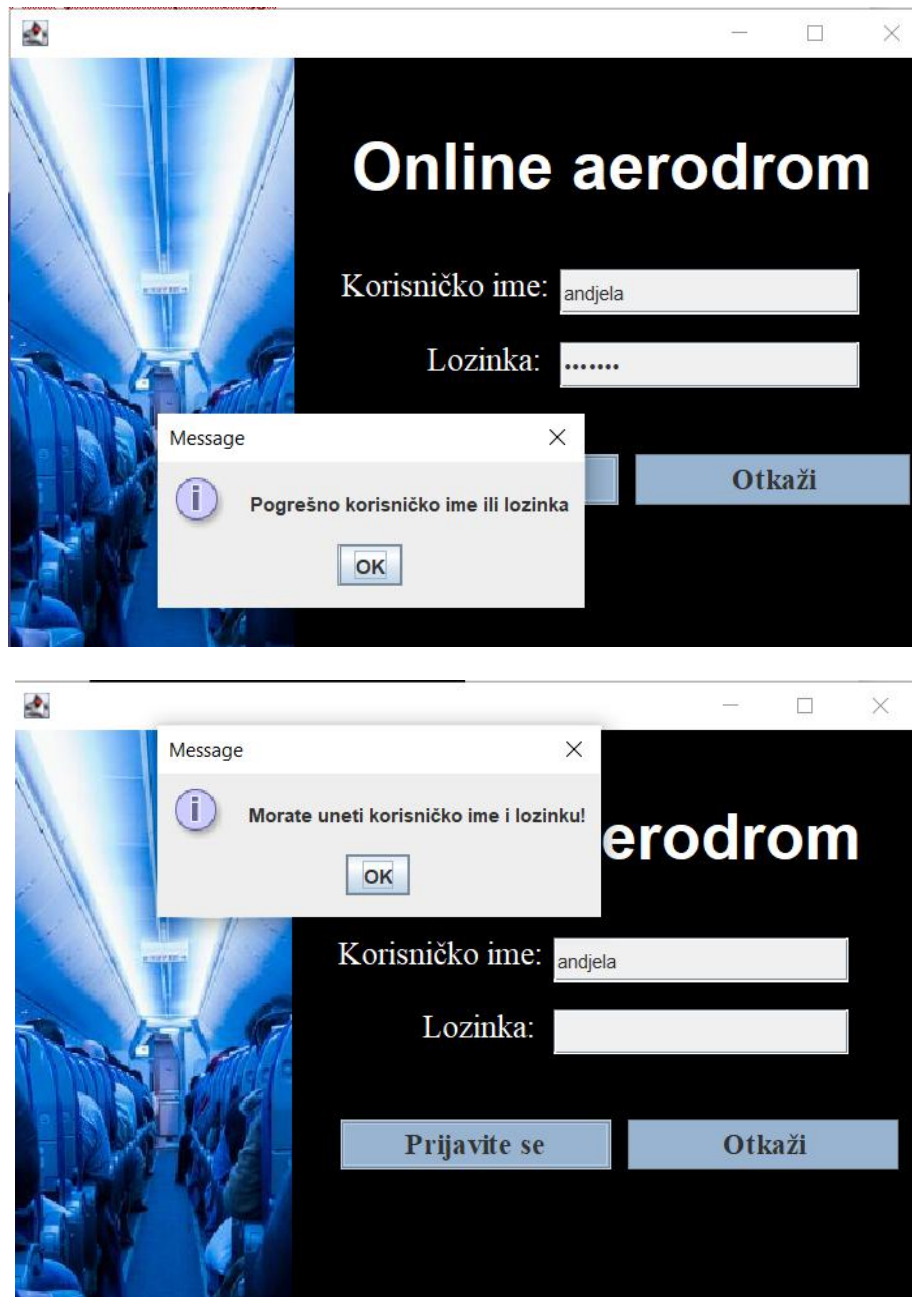 Online aerodrom
Korisničko ime: andjela
Lozinka: •••••••
Message
Pogrešno korisničko ime ili lozinka
OK
Otkaži
Message
Morate uneti korisničko ime i lozinku!
OK
erodrom
Korisničko ime: andjela
Lozinka:
Prijavite se Otkaži